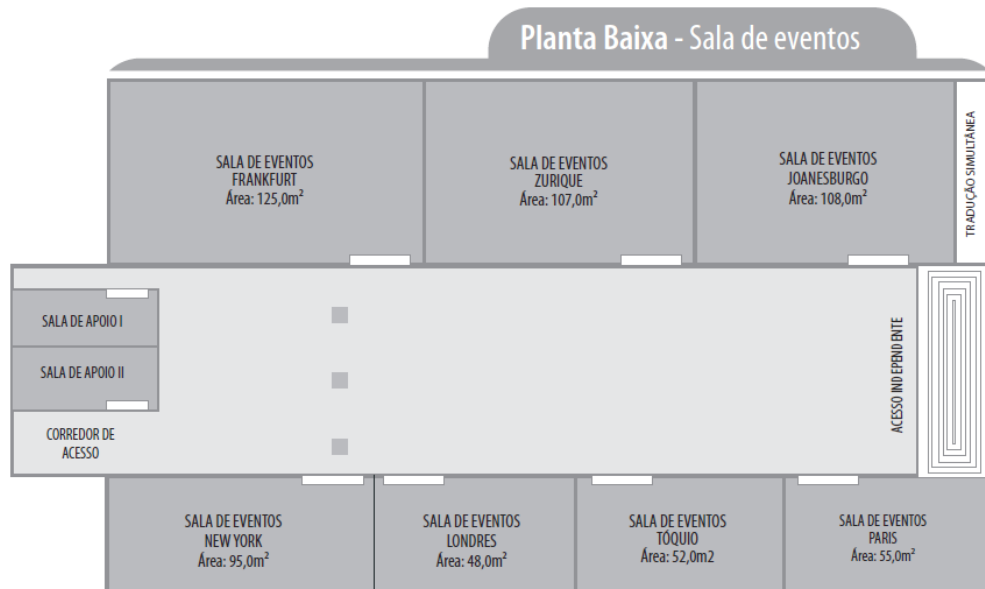 Planta Baixa - Sala de eventos
SALA DE EVENTOS
FRANKFURT
Área: 125,0m²
SALA DE EVENTOS
ZURIQUE
Área: 107,0m²
SALA DE EVENTOS
JOANESBURGO
Área: 108,0m²
TRADUÇÃO SIMULTÂNEA
SALA DE APOIO I
SALA DE APOIO II
CORREDOR DE
ACESSO
ACESSO INDEPENDENTE
SALA DE EVENTOS
NEW YORK
Área: 95,0m²
SALA DE EVENTOS
LONDRES
Área: 48,0m²
SALA DE EVENTOS
TÓQUIO
Área: 52,0m2
SALA DE EVENTOS
PARIS
Área: 55,0m²